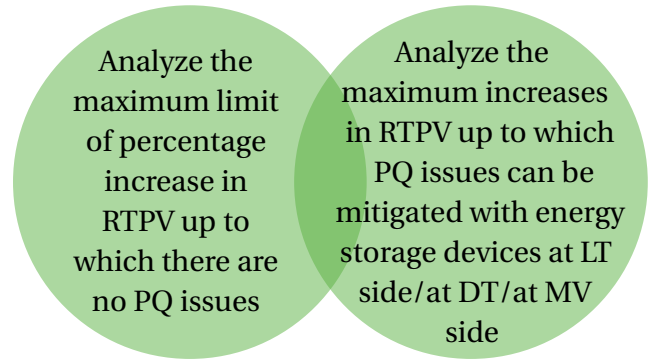 Analyze the
maximum limit
of percentage
increase in
RTPV up to
which there are
no PQ issues
Analyze the
maximum increases
in RTPV up to which
PQ issues can be
mitigated with energy
storage devices at LT
side/at DT/at MV
side